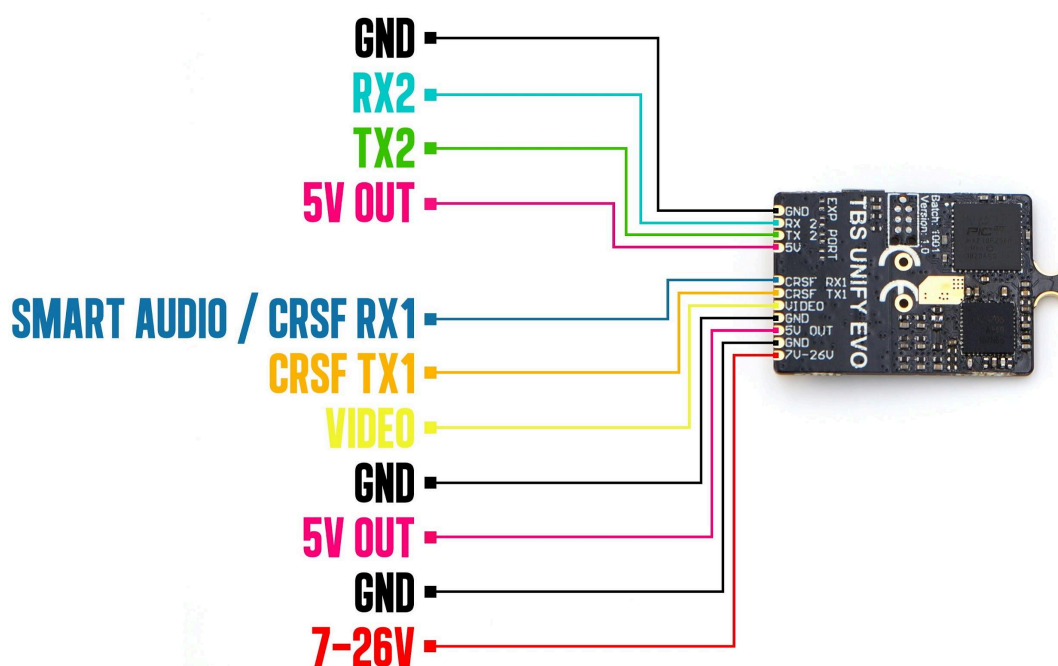 GND
RX2
TX2
5V OUT
SMART AUDIO / CRSF RX1
CRSF TX1
VIDEO
GND
5V OUT
GND
7-26V
GND
RX 2
TX 2
5V
EXP PORT
CRSF RX1
CRSF TX1
VIDEO
GND
5V OUT
GND
7V-26V
TBS UNIFY EVO
CE
Batch: 1001
Version: 1.0
PIC